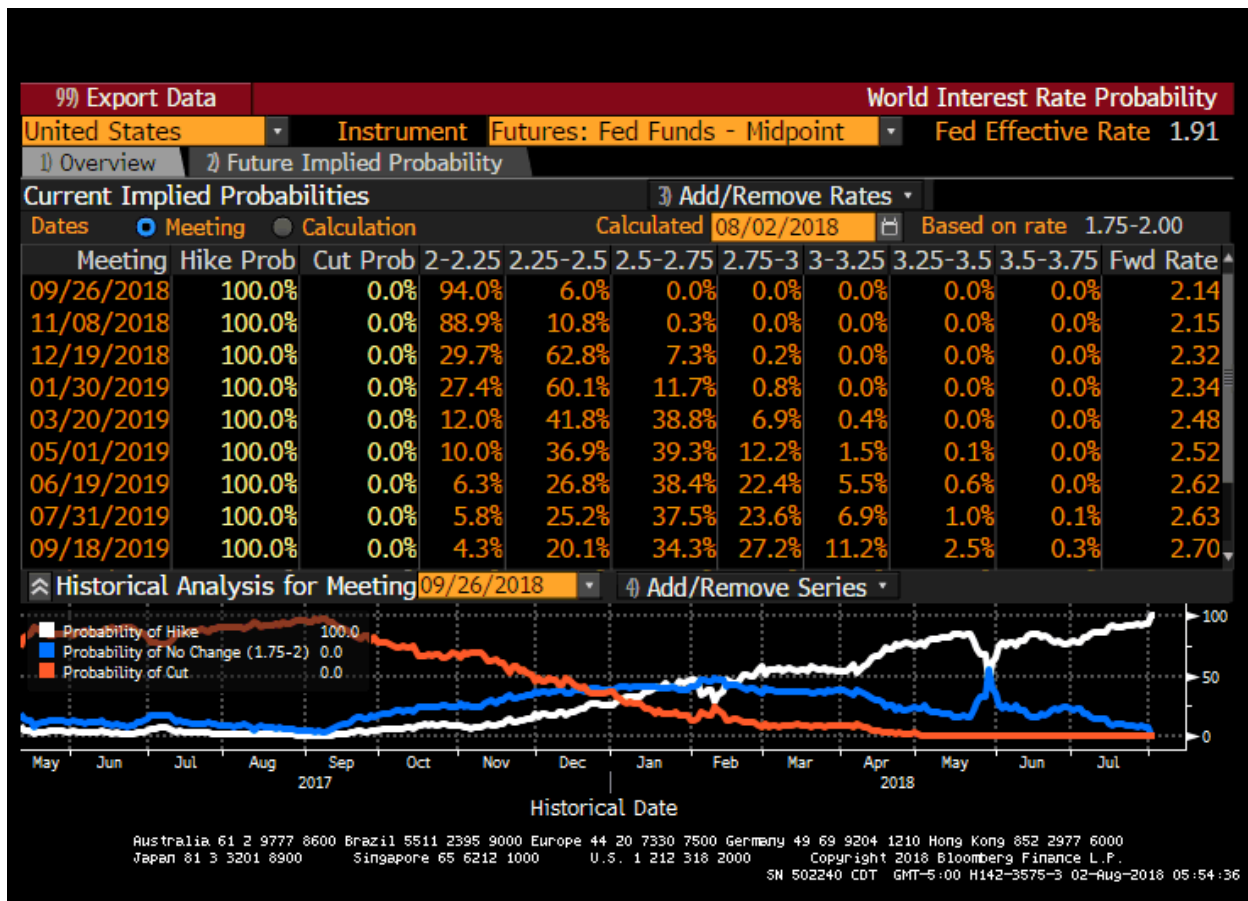 99) Export Data World Interest Rate Probability
United States Instrument Futures: Fed Funds - Midpoint Fed Effective Rate 1.91
1) Overview 2) Future Implied Probability
Current Implied Probabilities 3) Add/Remove Rates
Dates Meeting Calculation Calculated 08/02/2018 Based on rate 1.75-2.00
Meeting Hike Prob Cut Prob 2-2.25 2.25-2.5 2.5-2.75 2.75-3 3-3.25 3.25-3.5 3.5-3.75 Fwd Rate
09/26/2018 100.0% 0.0% 94.0% 6.0% 0.0% 0.0% 0.0% 0.0% 0.0% 2.14
11/08/2018 100.0% 0.0% 88.9% 10.8% 0.3% 0.0% 0.0% 0.0% 0.0% 2.15
12/19/2018 100.0% 0.0% 29.7% 62.8% 7.3% 0.2% 0.0% 0.0% 0.0% 2.32
01/30/2019 100.0% 0.0% 27.4% 60.1% 11.7% 0.8% 0.0% 0.0% 0.0% 2.34
03/20/2019 100.0% 0.0% 12.0% 41.8% 38.8% 6.9% 0.4% 0.0% 0.0% 2.48
05/01/2019 100.0% 0.0% 10.0% 36.9% 39.3% 12.2% 1.5% 0.1% 0.0% 2.52
06/19/2019 100.0% 0.0% 6.3% 26.8% 38.4% 22.4% 5.5% 0.6% 0.0% 2.62
07/31/2019 100.0% 0.0% 5.8% 25.2% 37.5% 23.6% 6.9% 1.0% 0.1% 2.63
09/18/2019 100.0% 0.0% 4.3% 20.1% 34.3% 27.2% 11.2% 2.5% 0.3% 2.70
Historical Analysis for Meeting 09/26/2018 4) Add/Remove Series
Probability of Hike 100.0
Probability of No Change (1.75-2) 0.0
Probability of Cut 0.0
100
50
0
May Jun Jul Aug Sep Oct Nov Dec Jan Feb Mar Apr May Jun Jul
2017 2018
Historical Date
Australia 61 2 9777 8600 Brazil 5511 2395 9000 Europe 44 20 7330 7500 Germany 49 69 9204 1210 Hong Kong 852 2977 6000
Japan 81 3 3201 8900 Singapore 65 6212 1000 U.S. 1 212 318 2000 Copyright 2018 Bloomberg Finance L.P.
SN 502240 CDT GMT-5:00 H142-3575-3 02-Aug-2018 05:54:36